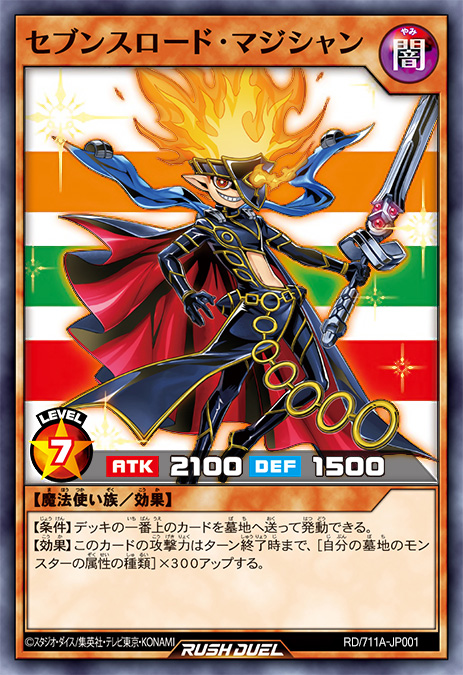 セブンスロード・マジシャン
やみ
闇
LEVEL
7
ATK 2100 DEF 1500
【魔法使い族／効果】
【条件】デッキの一番上のカードを墓地へ送って発動できる。
【効果】このカードの攻撃力はターン終了時まで、[自分の墓地のモン
スターの属性の種類]×300アップする。
©スタジオ・ダイス/集英社・テレビ東京・KONAMI
RUSH DUEL
RD/711A-JP001